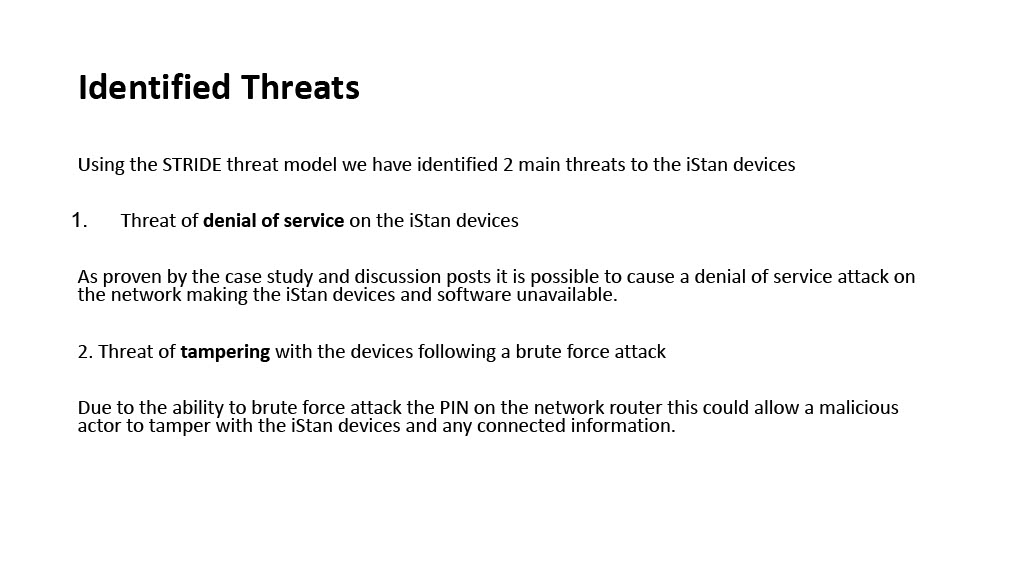 Identified Threats
Using the STRIDE threat model we have identified 2 main threats to the iStan devices
1. Threat of denial of service on the iStan devices
As proven by the case study and discussion posts it is possible to cause a denial of service attack on
the network making the iStan devices and software unavailable.
2. Threat of tampering with the devices following a brute force attack
Due to the ability to brute force attack the PIN on the network router this could allow a malicious
actor to tamper with the iStan devices and any connected information.